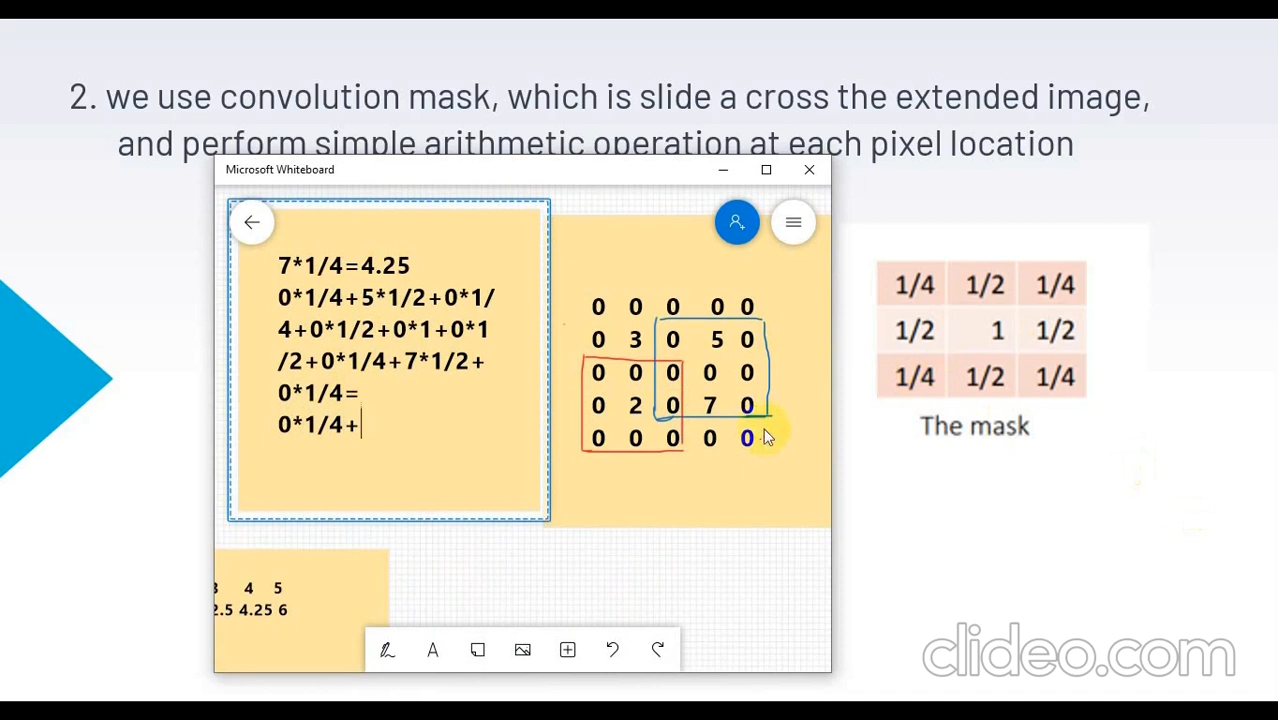 2. we use convolution mask, which is slide a cross the extended image,
and perform simple arithmetic operation at each pixel location
Microsoft Whiteboard
7*1/4=4.25
0*1/4+5*1/2+0*1/
4+0*1/2+0*1+0*1
/2+0*1/4+7*1/2+
0*1/4=
0*1/4+
0 0 0 0 0
0 3 0 5 0
0 0 0 0 0
0 2 0 7 0
0 0 0 0 0
1/4 1/2 1/4
1/2 1 1/2
1/4 1/2 1/4
The mask
3 4 5
2.5 4.25 6
A
clideo.com